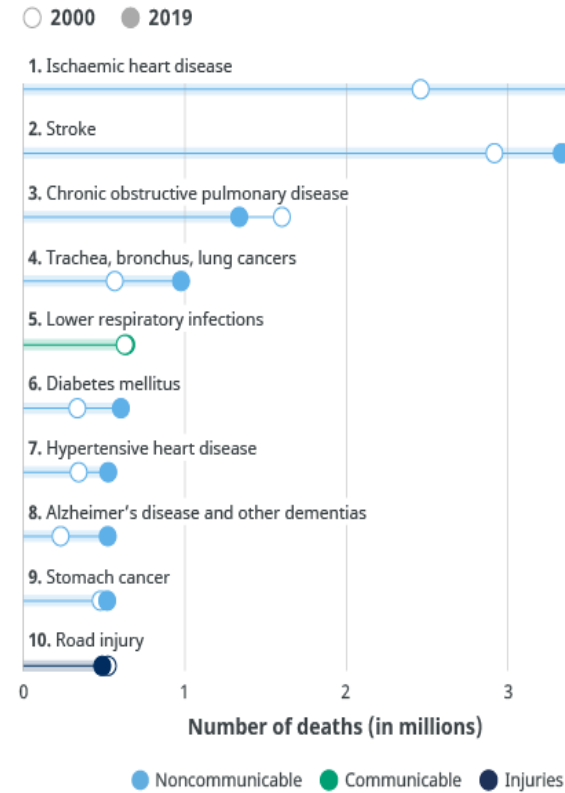 2000 2019
1. Ischaemic heart disease
2. Stroke
3. Chronic obstructive pulmonary disease
4. Trachea, bronchus, lung cancers
5. Lower respiratory infections
6. Diabetes mellitus
7. Hypertensive heart disease
8. Alzheimer's disease and other dementias
9. Stomach cancer
10. Road injury
0 1 2 3
Number of deaths (in millions)
Noncommunicable Communicable Injuries